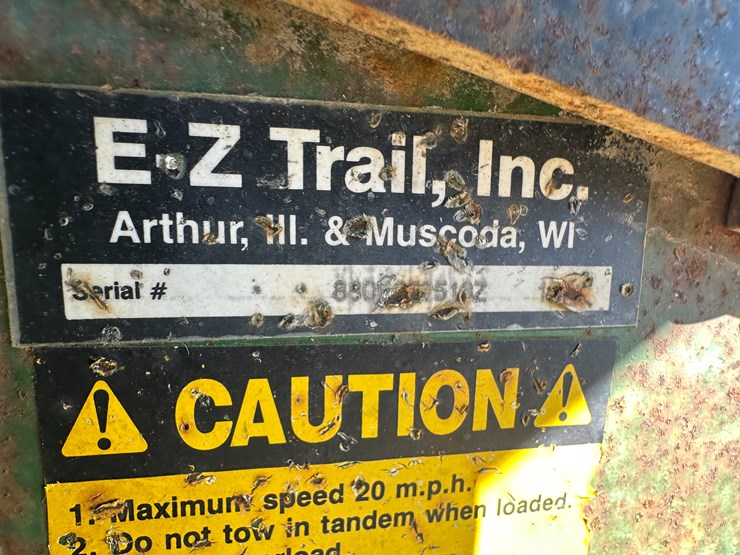 E-Z Trail, Inc.
Arthur, Ill. & Muscoda, WI
Serial #
CAUTION
1. Maximum speed 20 m.p.h.
2. Do not tow in tandem when loaded.